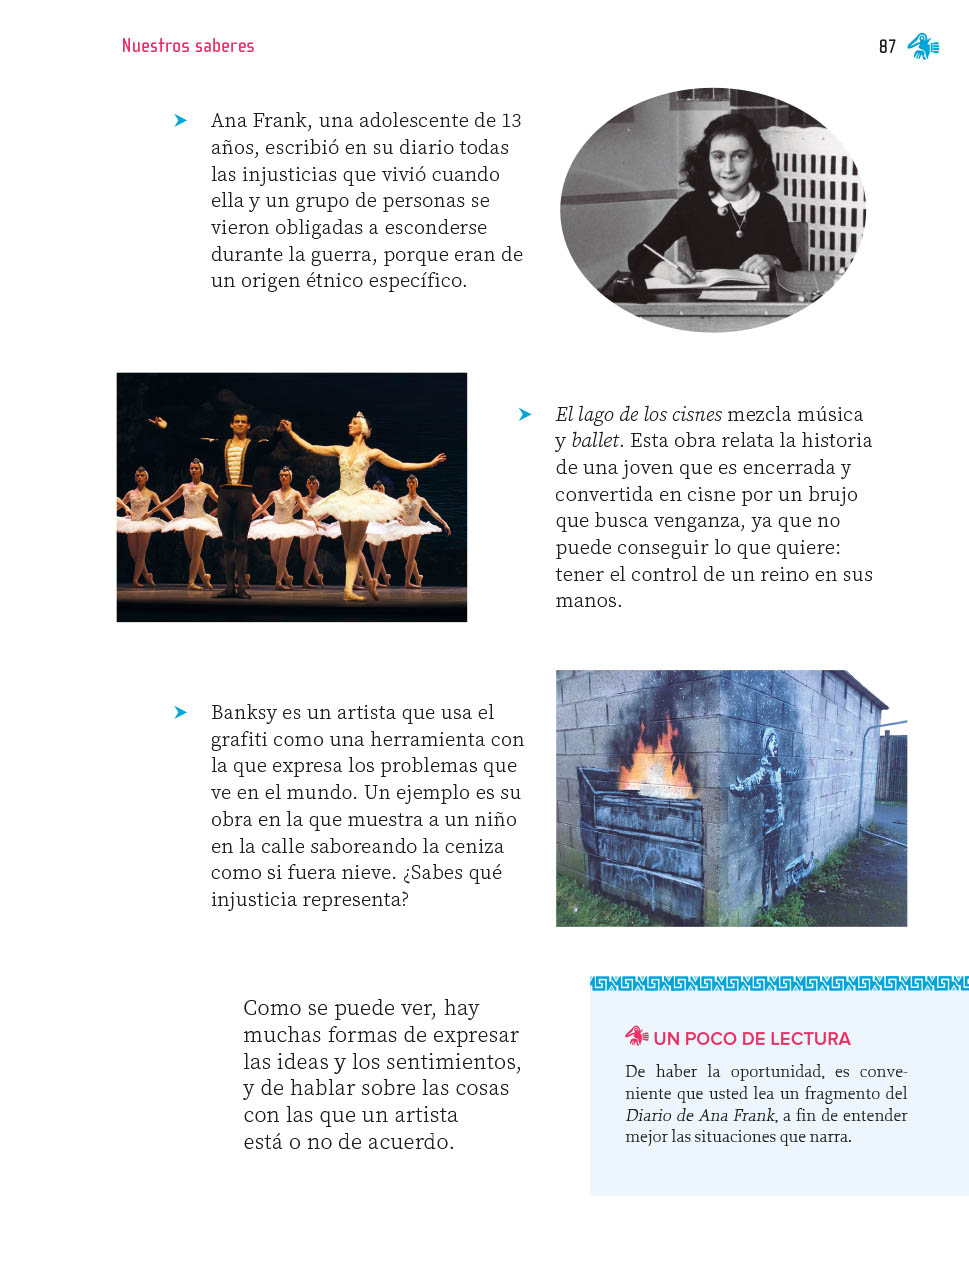 Nuestros saberes
87
Ana Frank, una adolescente de 13
años, escribió en su diario todas
las injusticias que vivió cuando
ella y un grupo de personas se
vieron obligadas a esconderse
durante la guerra, porque eran de
un origen étnico específico.
El lago de los cisnes mezcla música
y ballet. Esta obra relata la historia
de una joven que es encerrada y
convertida en cisne por un brujo
que busca venganza, ya que no
puede conseguir lo que quiere:
tener el control de un reino en sus
manos.
Banksy es un artista que usa el
grafiti como una herramienta con
la que expresa los problemas que
ve en el mundo. Un ejemplo es su
obra en la que muestra a un niño
en la calle saboreando la ceniza
como si fuera nieve. ¿Sabes qué
injusticia representa?
Como se puede ver, hay
muchas formas de expresar
las ideas y los sentimientos,
y de hablar sobre las cosas
con las que un artista
está o no de acuerdo.
UN POCO DE LECTURA
De haber la oportunidad, es conve-
niente que usted lea un fragmento del
Diario de Ana Frank, a fin de entender
mejor las situaciones que narra.